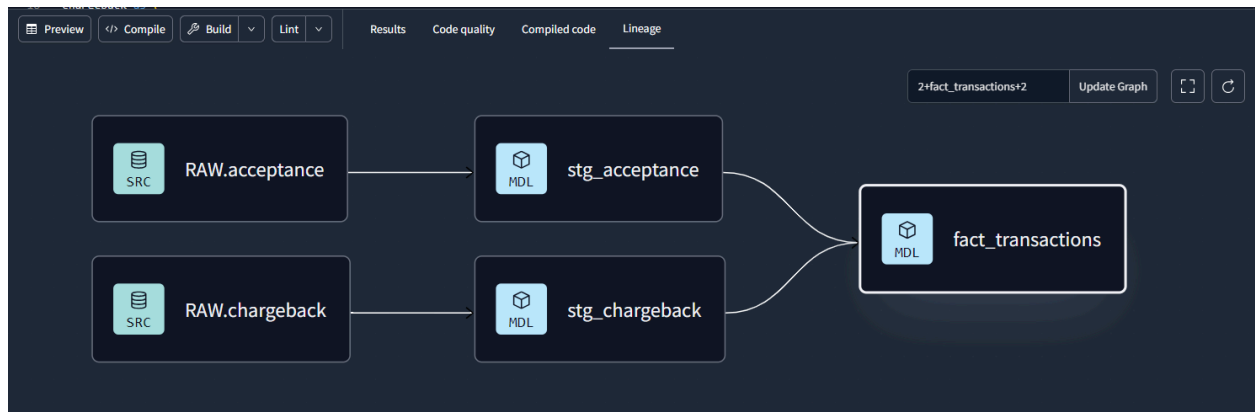 Preview </> Compile Build Lint Results Code quality Compiled code Lineage
2+fact_transactions+2 Update Graph
SRC RAW.acceptance
MDL stg_acceptance
MDL fact_transactions
SRC RAW.chargeback
MDL stg_chargeback